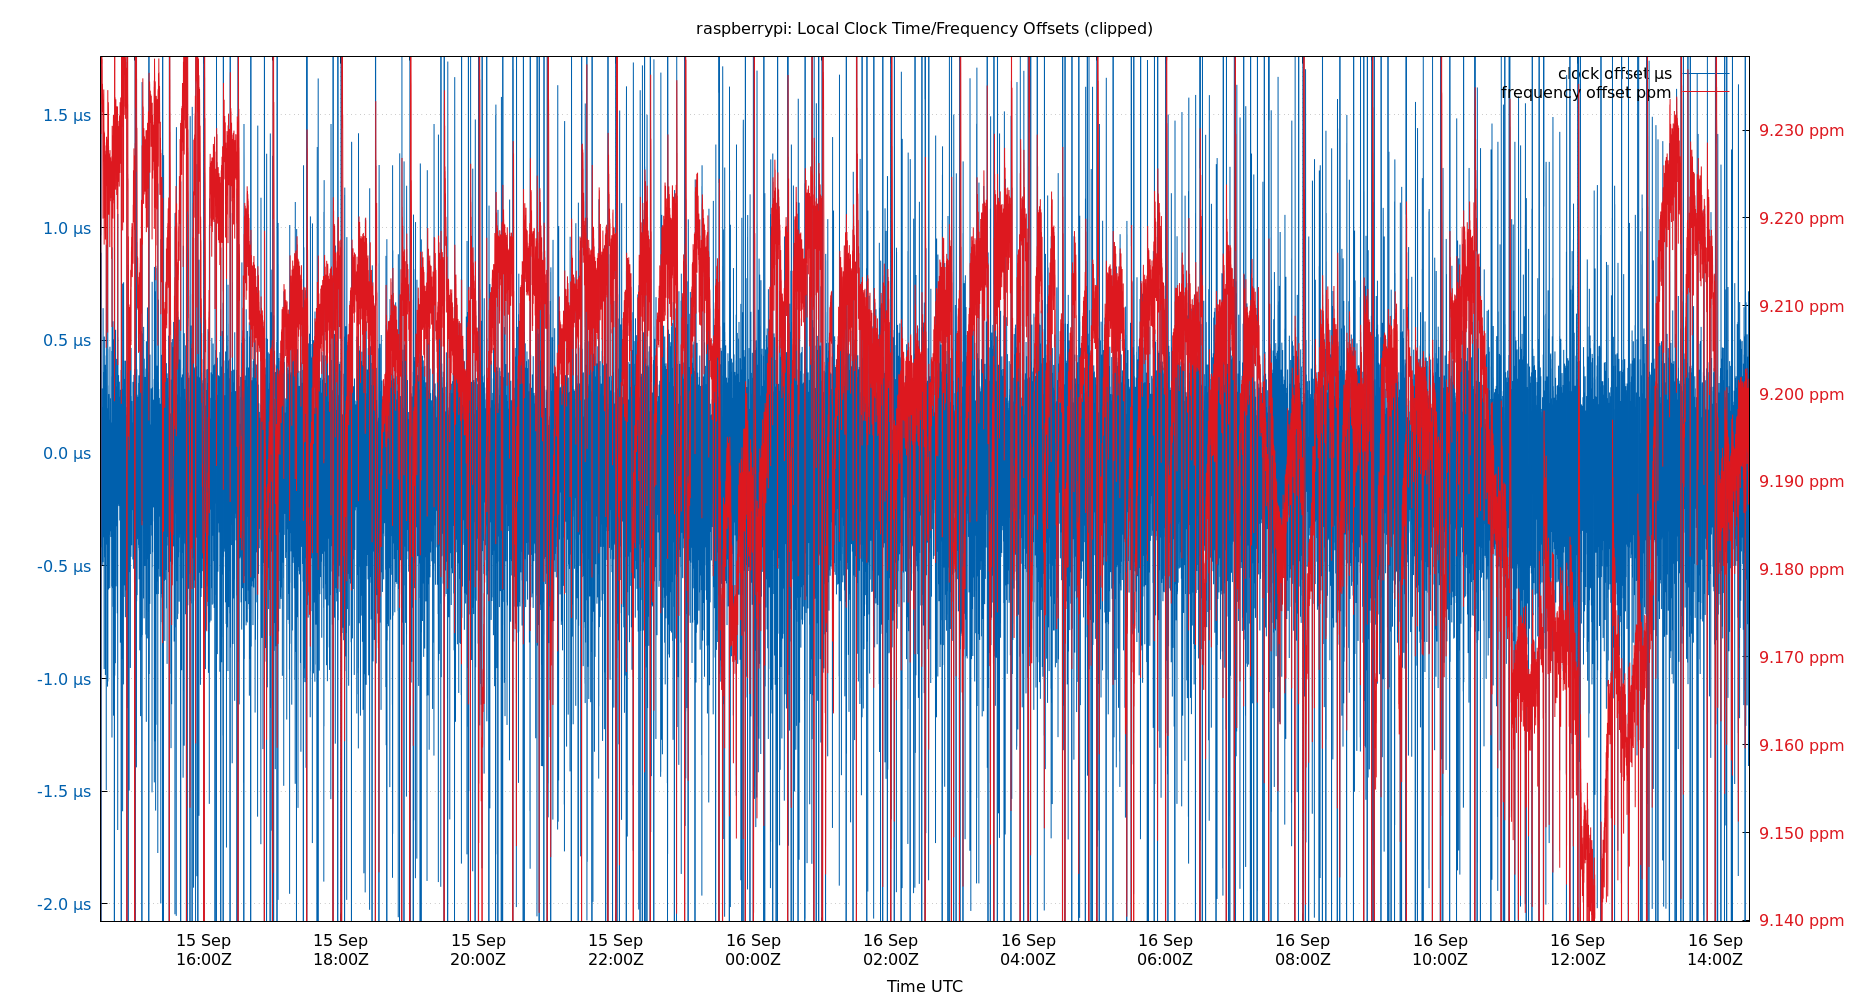 raspberrypi: Local Clock Time/Frequency Offsets (clipped)
clock offset µs
frequency offset ppm
1.5 µs
1.0 µs
0.5 µs
0.0 µs
-0.5 µs
-1.0 µs
-1.5 µs
-2.0 µs
9.230 ppm
9.220 ppm
9.210 ppm
9.200 ppm
9.190 ppm
9.180 ppm
9.170 ppm
9.160 ppm
9.150 ppm
9.140 ppm
15 Sep
16:00Z
15 Sep
18:00Z
15 Sep
20:00Z
15 Sep
22:00Z
16 Sep
00:00Z
16 Sep
02:00Z
16 Sep
04:00Z
16 Sep
06:00Z
16 Sep
08:00Z
16 Sep
10:00Z
16 Sep
12:00Z
16 Sep
14:00Z
Time UTC